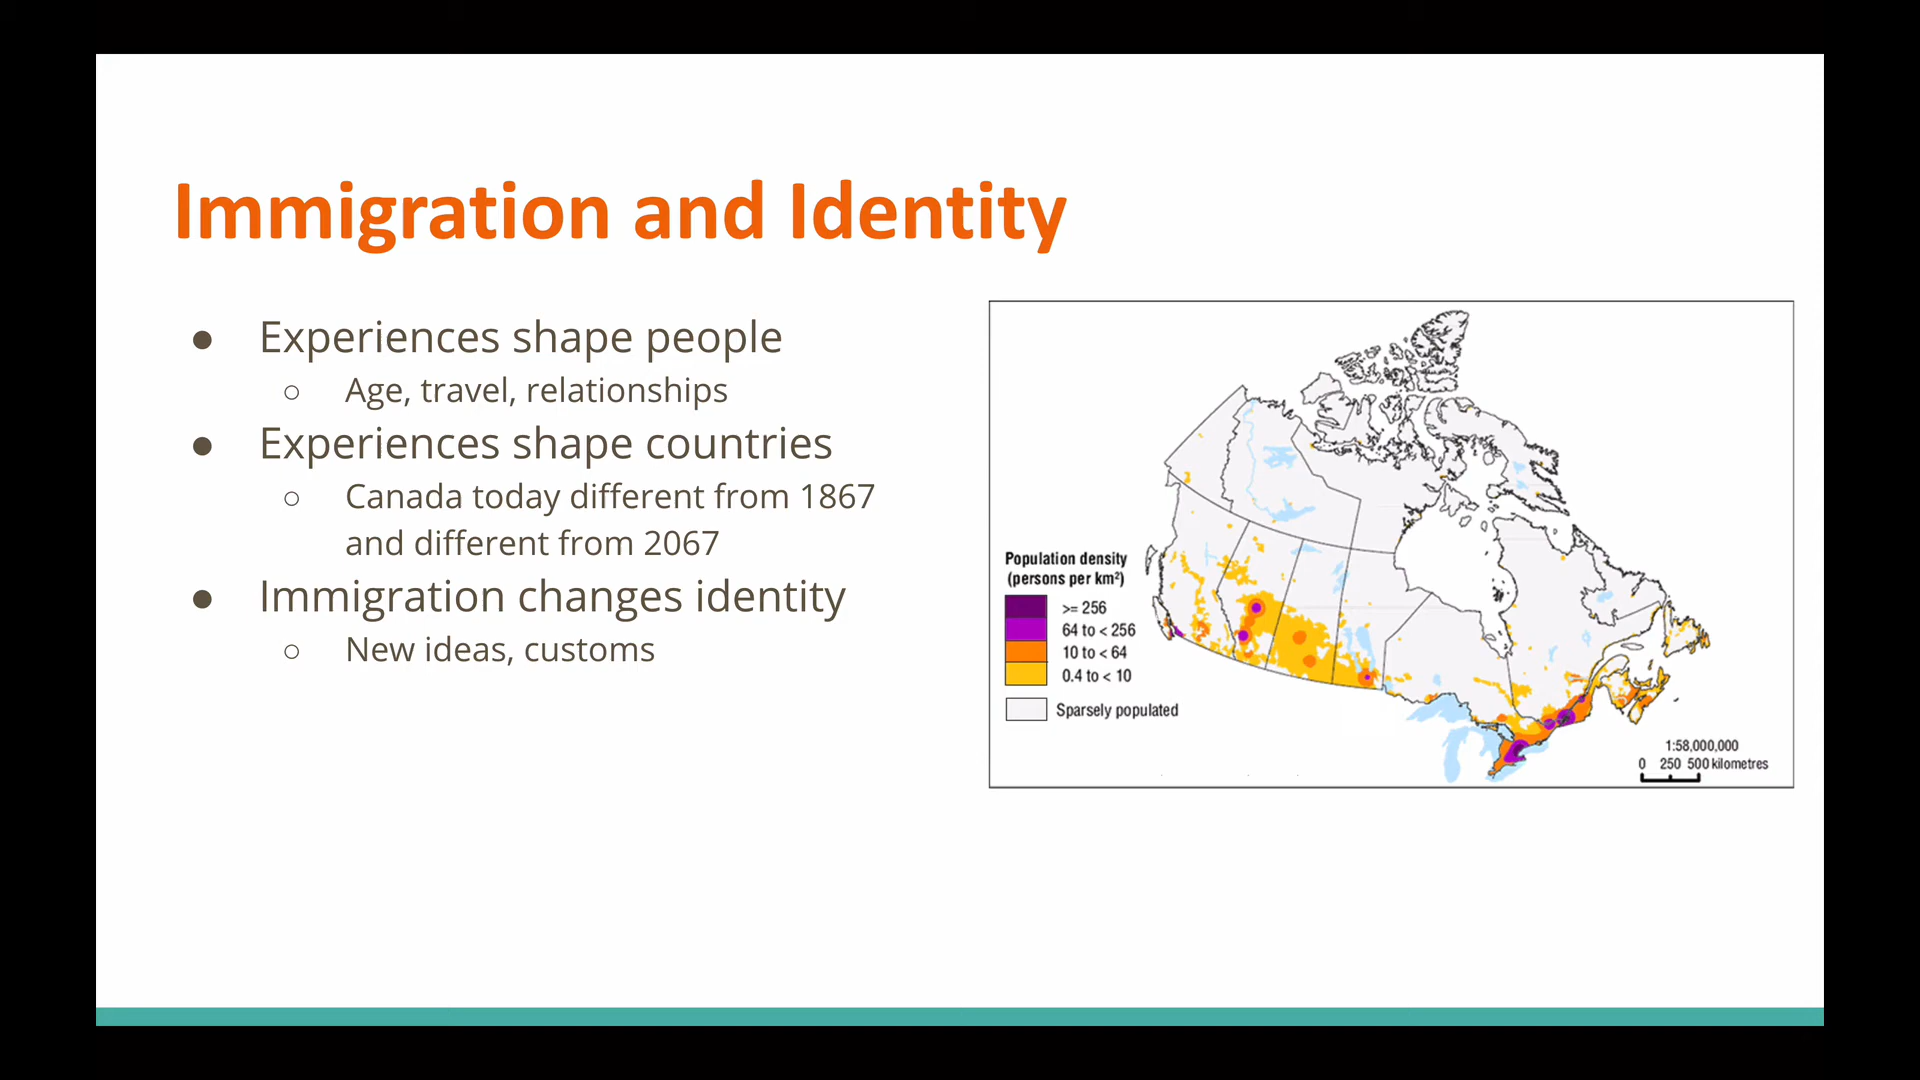 Immigration and Identity
● Experiences shape people
○ Age, travel, relationships
● Experiences shape countries
○ Canada today different from 1867
and different from 2067
● Immigration changes identity
○ New ideas, customs
Population density
(persons per km²)
>= 256
64 to < 256
10 to < 64
0.4 to < 10
Sparsely populated
1:58,000,000
0 250 500 kilometres